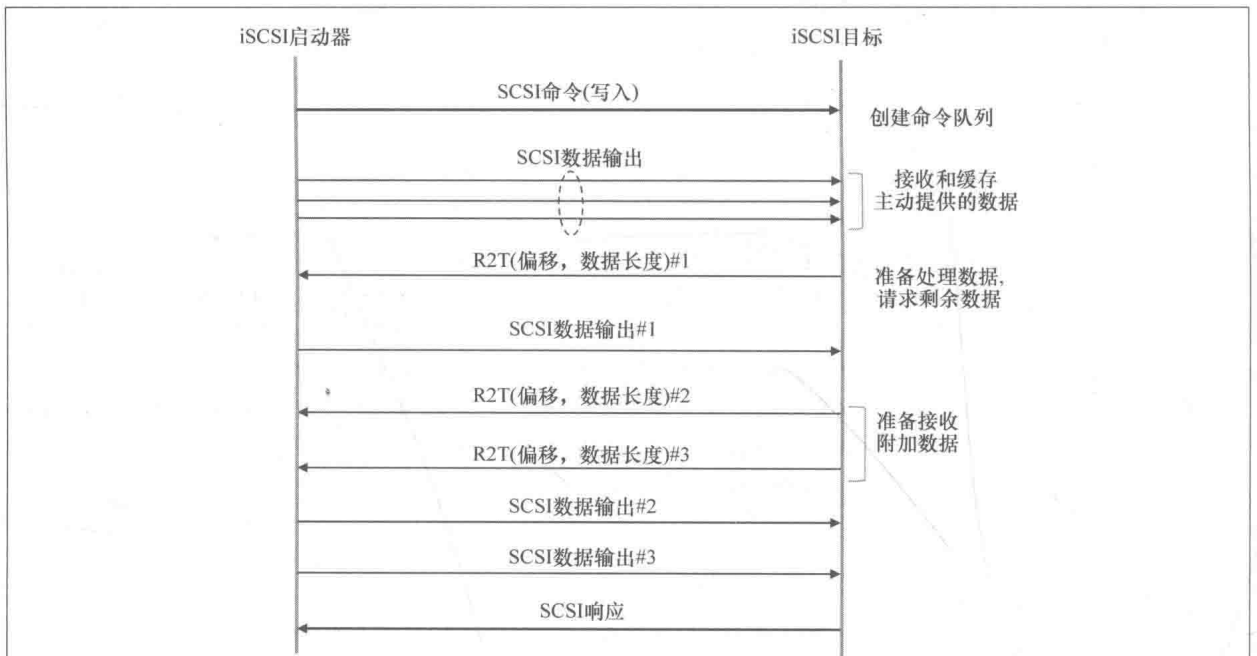 iSCSI启动器
iSCSI目标
SCSI命令(写入)
创建命令队列
SCSI数据输出
接收和缓存
主动提供的数据
R2T(偏移，数据长度)#1
准备处理数据,
请求剩余数据
SCSI数据输出#1
R2T(偏移，数据长度)#2
准备接收
附加数据
R2T(偏移，数据长度)#3
SCSI数据输出#2
SCSI数据输出#3
SCSI响应